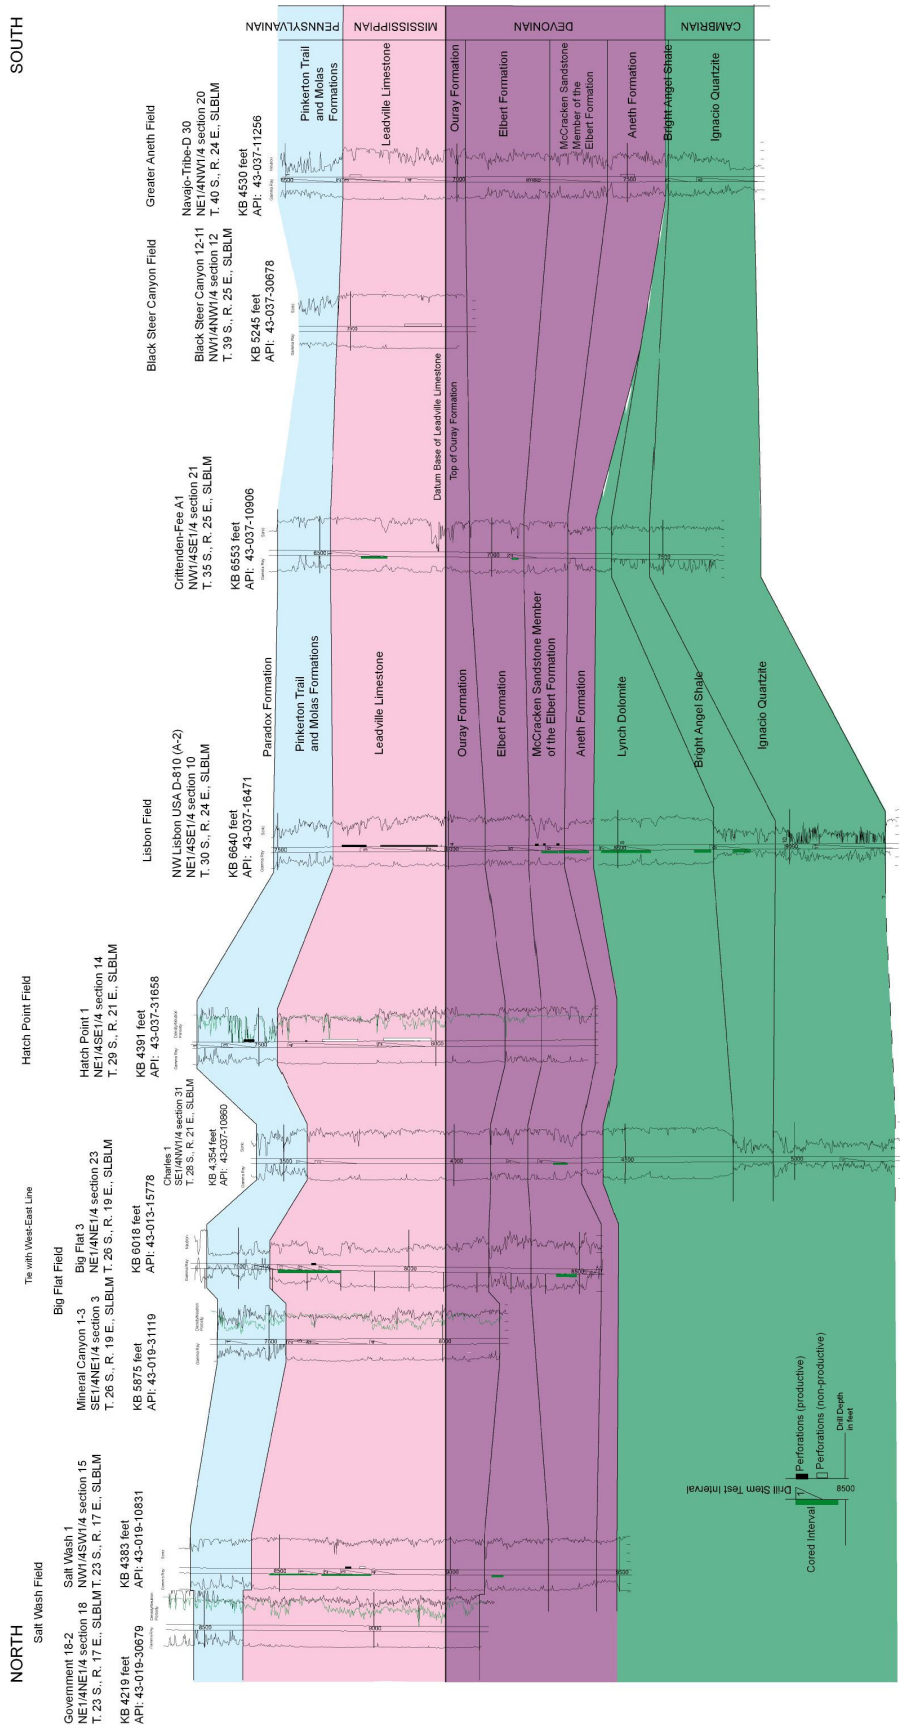 SOUTH
NORTH
Greater Aneth Field
Navajo-Tribe-D 30
NE1/4NW1/4 section 20
T. 40 S., R. 24 E., SLBLM
KB 4530 feet
API: 43-037-11256
Black Steer Canyon Field
Black Steer Canyon 12-11
NW1/4NW1/4 section 12
T. 39 S., R. 25 E., SLBLM
KB 5245 feet
API: 43-037-30678
Crittenden-Fee A1
NW1/4SE1/4 section 21
T. 35 S., R. 25 E., SLBLM
KB 6553 feet
API: 43-037-10906
Lisbon Field
NW Lisbon USA D-810 (A-2)
NE1/4SE1/4 section 10
T. 30 S., R. 24 E., SLBLM
KB 6640 feet
API: 43-037-16471
Hatch Point Field
Hatch Point 1
NE1/4SE1/4 section 14
T. 29 S., R. 21 E., SLBLM
KB 4391 feet
API: 43-037-31658
Charles 1
SE1/4NW1/4 section 31
T. 28 S., R. 21 E., SLBLM
KB 4,354 feet
API: 43-037-10860
Tie with West-East Line
Big Flat Field
Big Flat 3
NE1/4NE1/4 section 23
T. 26 S., R. 19 E., SLBLM
KB 6018 feet
API: 43-013-15778
Mineral Canyon 1-3
SE1/4NE1/4 section 3
T. 26 S., R. 19 E., SLBLM
KB 5875 feet
API: 43-019-31119
Salt Wash Field
Salt Wash 1
NW1/4SW1/4 section 15
T. 23 S., R. 17 E., SLBLM
KB 4383 feet
API: 43-019-10831
Government 18-2
NE1/4NE1/4 section 18
T. 23 S., R. 17 E., SLBLM
KB 4219 feet
API: 43-019-30679
PENNSYLVANIAN
MISSISSIPPIAN
DEVONIAN
CAMBRIAN
Pinkerton Trail
and Molas
Formations
Leadville Limestone
Ouray Formation
Elbert Formation
McCracken Sandstone
Member of the
Elbert Formation
Aneth Formation
Bright Angel Shale
Ignacio Quartzite
Datum Base of Leadville Limestone
Top of Ouray Formation
Paradox Formation
Pinkerton Trail
and Molas Formations
Leadville Limestone
Ouray Formation
Elbert Formation
McCracken Sandstone Member
of the Elbert Formation
Aneth Formation
Lynch Dolomite
Bright Angel Shale
Ignacio Quartzite
Drill Stem Test Interval
Cored Interval
1
Perforations (productive)
Perforations (non-productive)
Drill Depth
in feet
8500